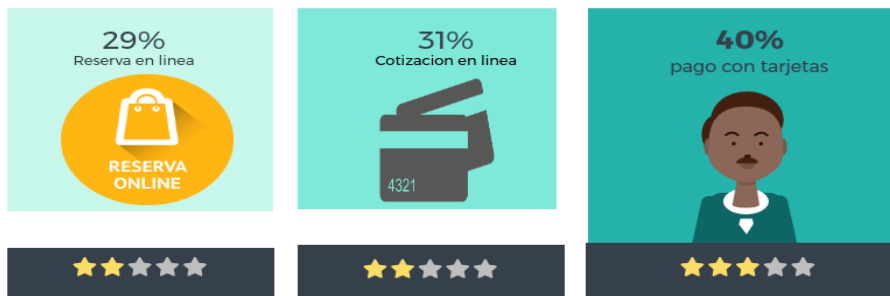 29%
Reserva en linea
RESERVA
ONLINE
31%
Cotizacion en linea
4321
40%
pago con tarjetas